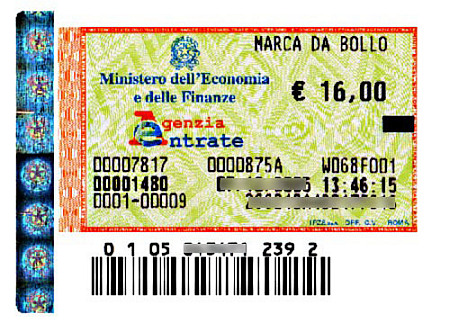 MARCA DA BOLLO
Ministero dell'Economia
e delle Finanze
€ 16,00
Agenzia
Entrate
00007817 0000875A W068F001
00001480 13:46:15
0001-00009
OFF. C.V. ROMA
0 1 05 239 2